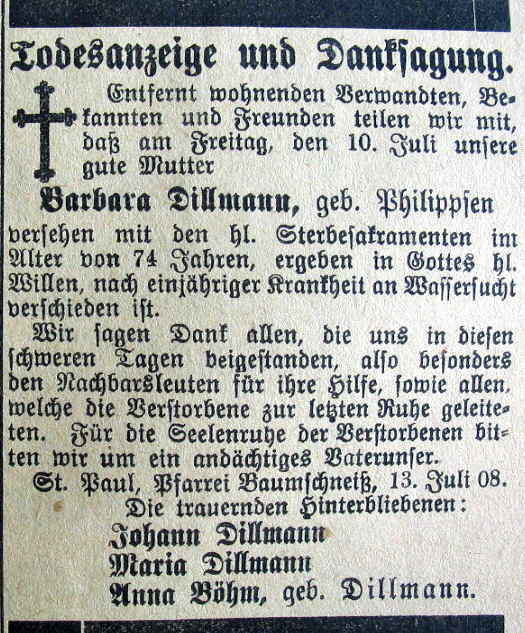 Todesanzeige und Danksagung.
Entfernt wohnenden Verwandten, Be-
kannten und Freunden teilen wir mit,
daß am Freitag, den 10. Juli unsere
gute Mutter
Barbara Dillmann, geb. Philippsen
versehen mit den hl. Sterbesakramenten im
Alter von 74 Jahren, ergeben in Gottes hl.
Willen, nach einjähriger Krankheit an Wassersucht
verschieden ist.
Wir sagen Dank allen, die uns in diesen
schweren Tagen beigestanden, also besonders
den Nachbarsleuten für ihre Hilfe, sowie allen,
welche die Verstorbene zur letzten Ruhe geleite-
ten. Für die Seelenruhe der Verstorbenen bit-
ten wir um ein andächtiges Vaterunser.
St. Paul, Pfarrei Baumschneiß, 13. Juli 08.
Die trauernden Hinterbliebenen:
Johann Dillmann
Maria Dillmann
Anna Böhm, geb. Dillmann.